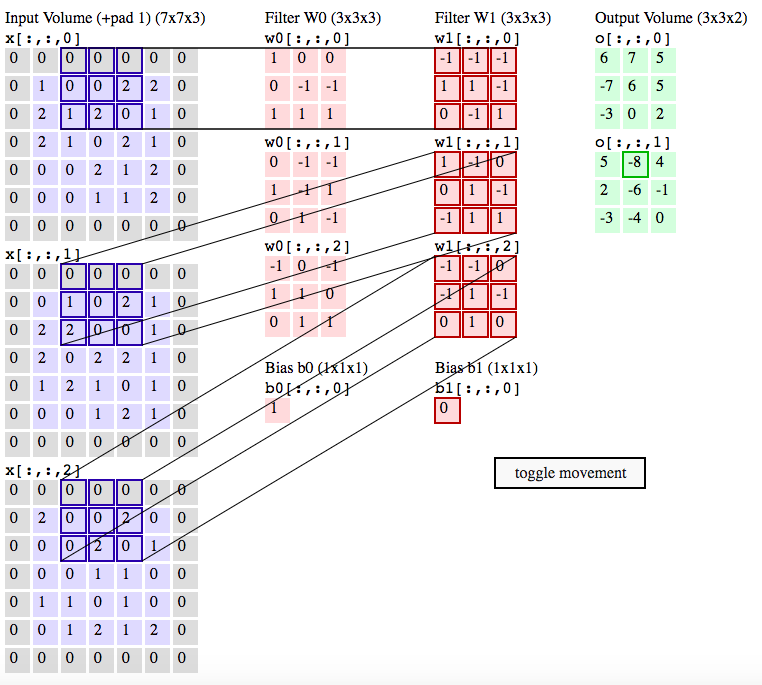 Input Volume (+pad 1) (7x7x3)
x[:,:,0]
0 0 0 0 0 0 0
0 1 0 0 2 2 0
0 2 1 2 0 1 0
0 2 1 0 2 1 0
0 0 0 2 1 2 0
0 0 0 1 1 2 0
0 0 0 0 0 0 0
x[:,:,1]
0 0 0 0 0 0 0
0 0 1 0 2 1 0
0 2 2 0 0 1 0
0 2 0 2 2 1 0
0 1 2 1 0 1 0
0 0 0 1 2 1 0
0 0 0 0 0 0 0
x[:,:,2]
0 0 0 0 0 0 0
0 2 0 0 2 0 0
0 0 0 2 0 1 0
0 0 0 1 1 0 0
0 1 1 0 1 0 0
0 0 1 2 1 2 0
0 0 0 0 0 0 0
Filter W0 (3x3x3)
w0[:,:,0]
1 0 0
0 -1 -1
1 1 1
w0[:,:,1]
0 -1 -1
1 -1 1
0 1 -1
w0[:,:,2]
-1 0 -1
1 1 0
0 1 1
Bias b0 (1x1x1)
b0[:,:,0]
1
Filter W1 (3x3x3)
w1[:,:,0]
-1 -1 -1
1 1 -1
0 -1 1
w1[:,:,1]
1 -1 0
0 1 -1
-1 1 1
w1[:,:,2]
-1 -1 0
-1 1 -1
0 1 0
Bias b1 (1x1x1)
b1[:,:,0]
0
Output Volume (3x3x2)
o[:,:,0]
6 7 5
-7 6 5
-3 0 2
o[:,:,1]
5 -8 4
2 -6 -1
-3 -4 0
toggle movement